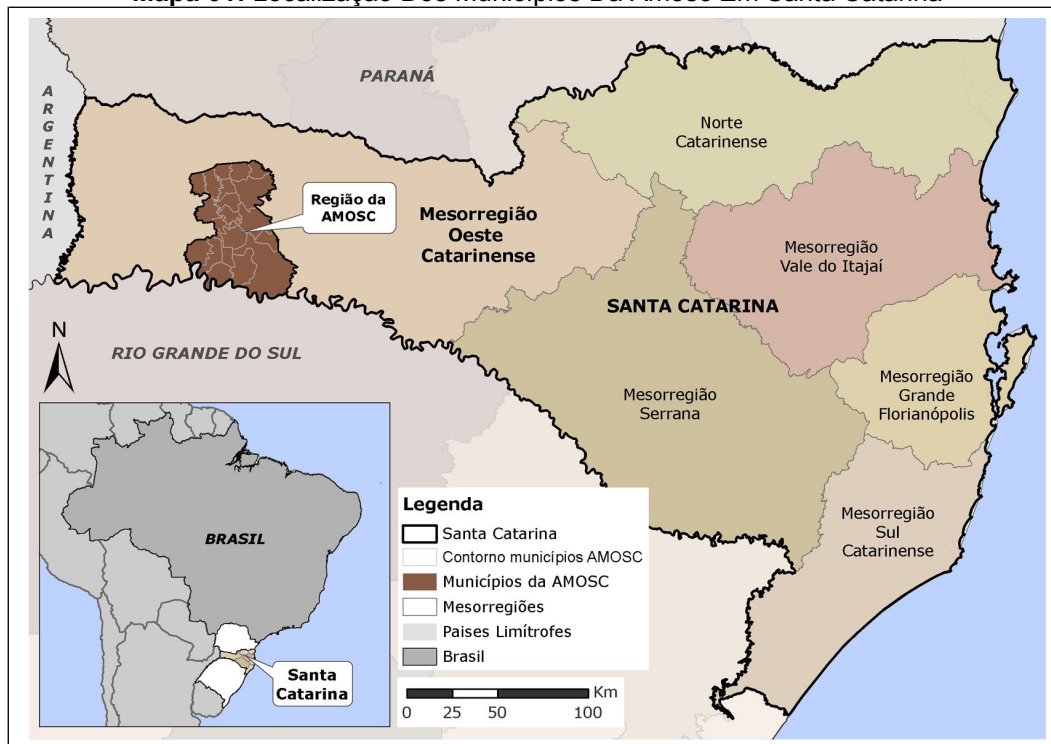 Mapa 01: Localização Dos Municípios Da Amosc Em Santa Catarina
PARANÁ
ARGENTINA
Norte
Catarinense
Região da
AMOSC
Mesorregião
Oeste
Catarinense
Mesorregião
Vale do Itajaí
SANTA CATARINA
N
RIO GRANDE DO SUL
Mesorregião
Serrana
Mesorregião
Grande
Florianópolis
Mesorregião
Sul
Catarinense
BRASIL
Santa
Catarina
Legenda
Santa Catarina
Contorno municípios AMOSC
Municípios da AMOSC
Mesorregiões
Paises Limítrofes
Brasil
Km
0 25 50 100